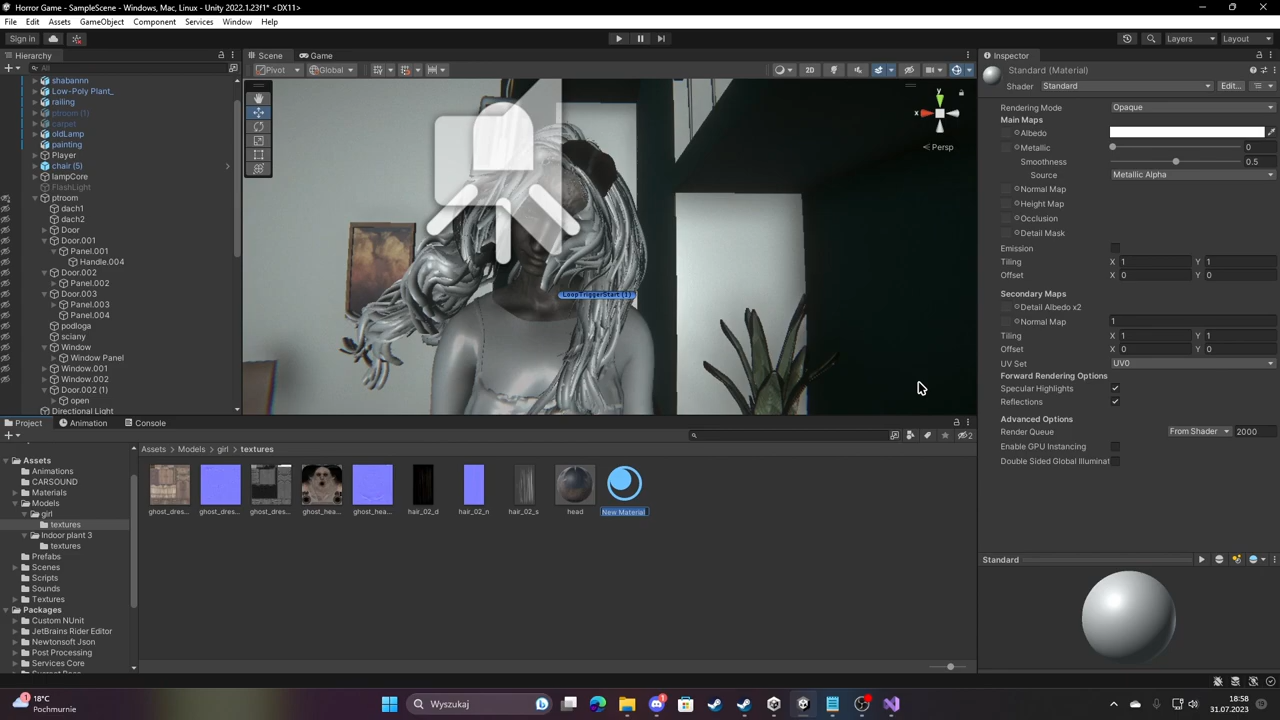 Horror Game - SampleScene - Windows, Mac, Linux - Unity 2022.1.23f1* <DX11>
File Edit Assets GameObject Component Services Window Help
Sign in Layers Layout
Hierarchy
All
shabannn
Low-Poly Plant_
railing
ptroom (1)
carpet
oldLamp
painting
Player
chair (5)
lampCore
FlashLight
ptroom
dach1
dach2
Door
Door.001
Panel.001
Handle.004
Door.002
Panel.002
Door.003
Panel.003
Panel.004
podloga
sciany
Window
Window Panel
Window.001
Window.002
Door.002 (1)
open
Directional Light
Scene Game
Pivot Global 2D
y
x
Persp
LoopTriggerStart (1)
Inspector
Standard (Material)
Shader Standard Edit...
Rendering Mode Opaque
Main Maps
Albedo
Metallic 0
Smoothness 0.5
Source Metallic Alpha
Normal Map
Height Map
Occlusion
Detail Mask
Emission
Tiling X 1 Y 1
Offset X 0 Y 0
Secondary Maps
Detail Albedo x2
Normal Map 1
Tiling X 1 Y 1
Offset X 0 Y 0
UV Set UV0
Forward Rendering Options
Specular Highlights
Reflections
Advanced Options
Render Queue From Shader 2000
Enable GPU Instancing
Double Sided Global Illuminat
Standard
Project Animation Console
2
Assets
Animations
CARSOUND
Materials
Models
girl
textures
Indoor plant 3
textures
Prefabs
Scenes
Scripts
Sounds
Textures
Packages
Custom NUnit
JetBrains Rider Editor
Newtonsoft Json
Post Processing
Services Core
Assets > Models > girl > textures
ghost_dres... ghost_dres... ghost_dres... ghost_hea... ghost_hea... hair_02_d hair_02_n hair_02_s head New Material
18°C
Pochmurnie
Wyszukaj
18:58
31.07.2023